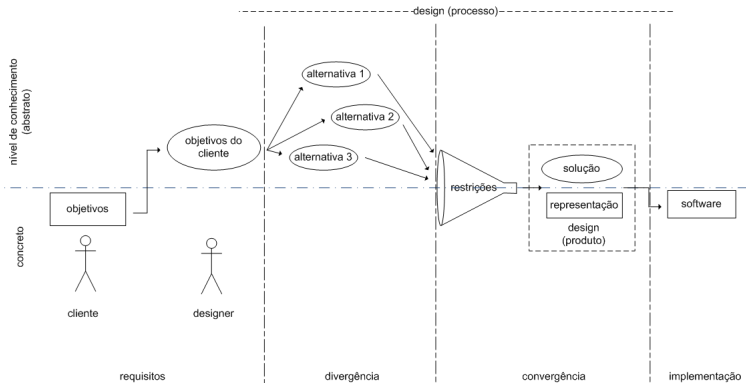 design (processo)
nível de conhecimento
(abstrato)
concreto
objetivos do
cliente
alternativa 1
alternativa 2
alternativa 3
objetivos
restrições
solução
representação
design
(produto)
software
cliente
designer
requisitos
divergência
convergência
implementação